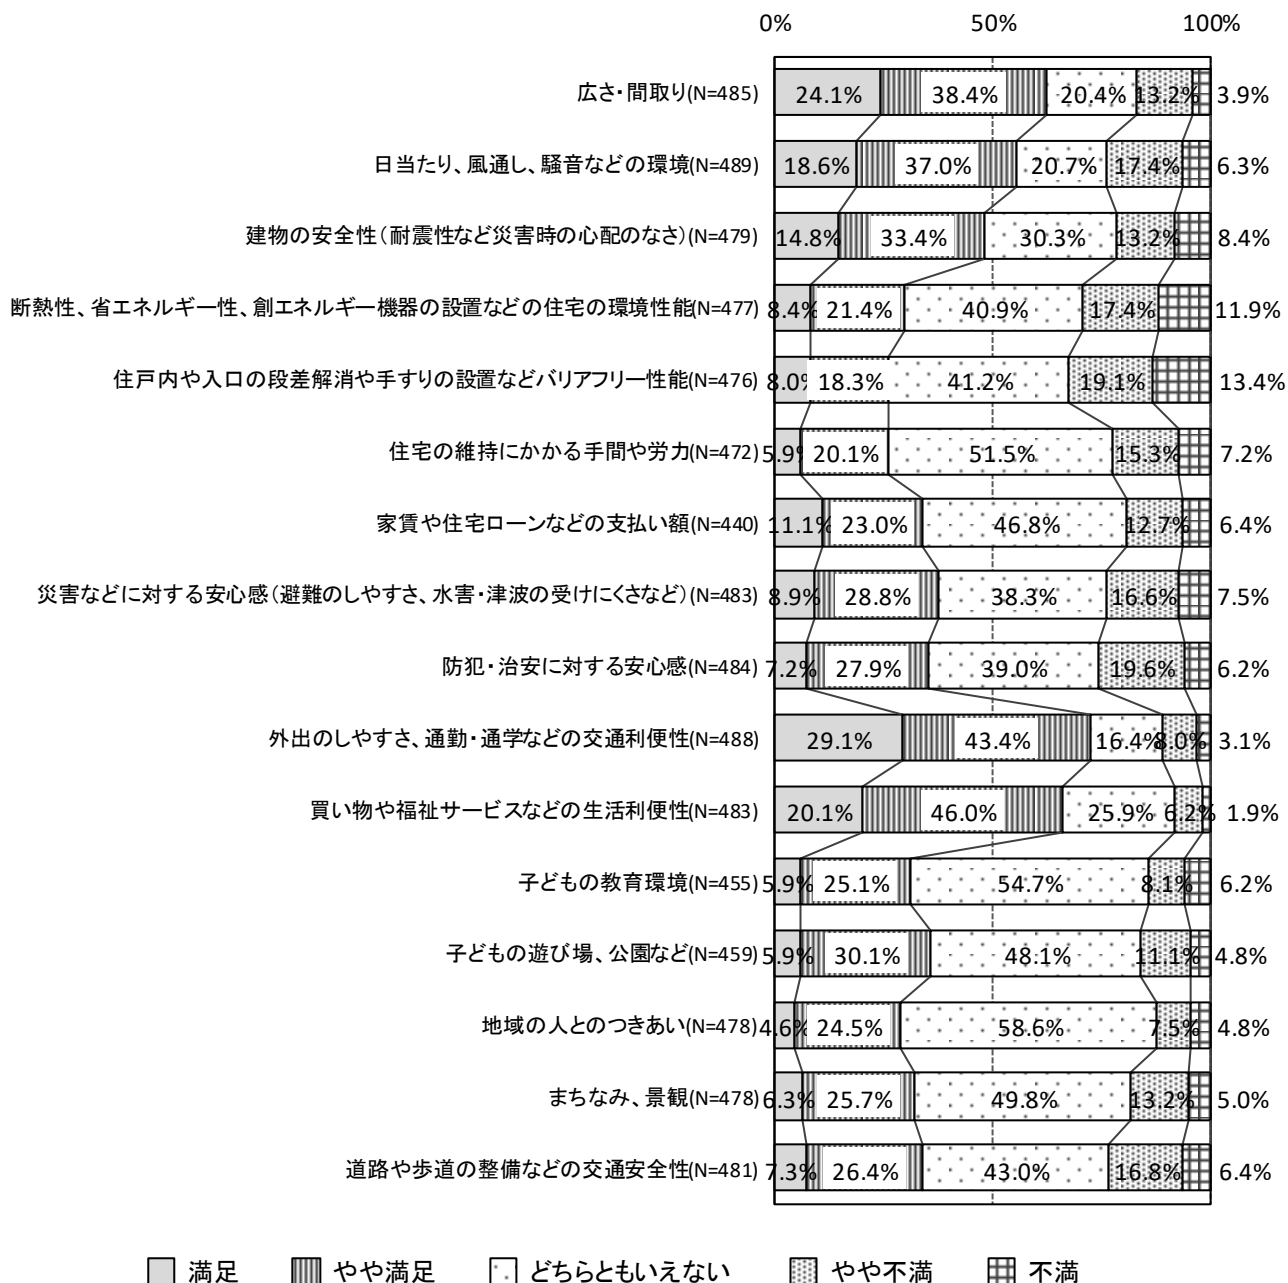 0% 50% 100%
広さ・間取り(N=485) 24.1% 38.4% 20.4% 13.2% 3.9%
日当たり、風通し、騒音などの環境(N=489) 18.6% 37.0% 20.7% 17.4% 6.3%
建物の安全性(耐震性など災害時の心配のなさ)(N=479) 14.8% 33.4% 30.3% 13.2% 8.4%
断熱性、省エネルギー性、創エネルギー機器の設置などの住宅の環境性能(N=477) 8.4% 21.4% 40.9% 17.4% 11.9%
住戸内や入口の段差解消や手すりの設置などバリアフリー性能(N=476) 8.0% 18.3% 41.2% 19.1% 13.4%
住宅の維持にかかる手間や労力(N=472) 5.9% 20.1% 51.5% 15.3% 7.2%
家賃や住宅ローンなどの支払い額(N=440) 11.1% 23.0% 46.8% 12.7% 6.4%
災害などに対する安心感(避難のしやすさ、水害・津波の受けにくさなど)(N=483) 8.9% 28.8% 38.3% 16.6% 7.5%
防犯・治安に対する安心感(N=484) 7.2% 27.9% 39.0% 19.6% 6.2%
外出のしやすさ、通勤・通学などの交通利便性(N=488) 29.1% 43.4% 16.4% 8.0% 3.1%
買い物や福祉サービスなどの生活利便性(N=483) 20.1% 46.0% 25.9% 6.2% 1.9%
子どもの教育環境(N=455) 5.9% 25.1% 54.7% 8.1% 6.2%
子どもの遊び場、公園など(N=459) 5.9% 30.1% 48.1% 11.1% 4.8%
地域の人とのつきあい(N=478) 4.6% 24.5% 58.6% 7.5% 4.8%
まちなみ、景観(N=478) 6.3% 25.7% 49.8% 13.2% 5.0%
道路や歩道の整備などの交通安全性(N=481) 7.3% 26.4% 43.0% 16.8% 6.4%
満足 やや満足 どちらともいえない やや不満 不満